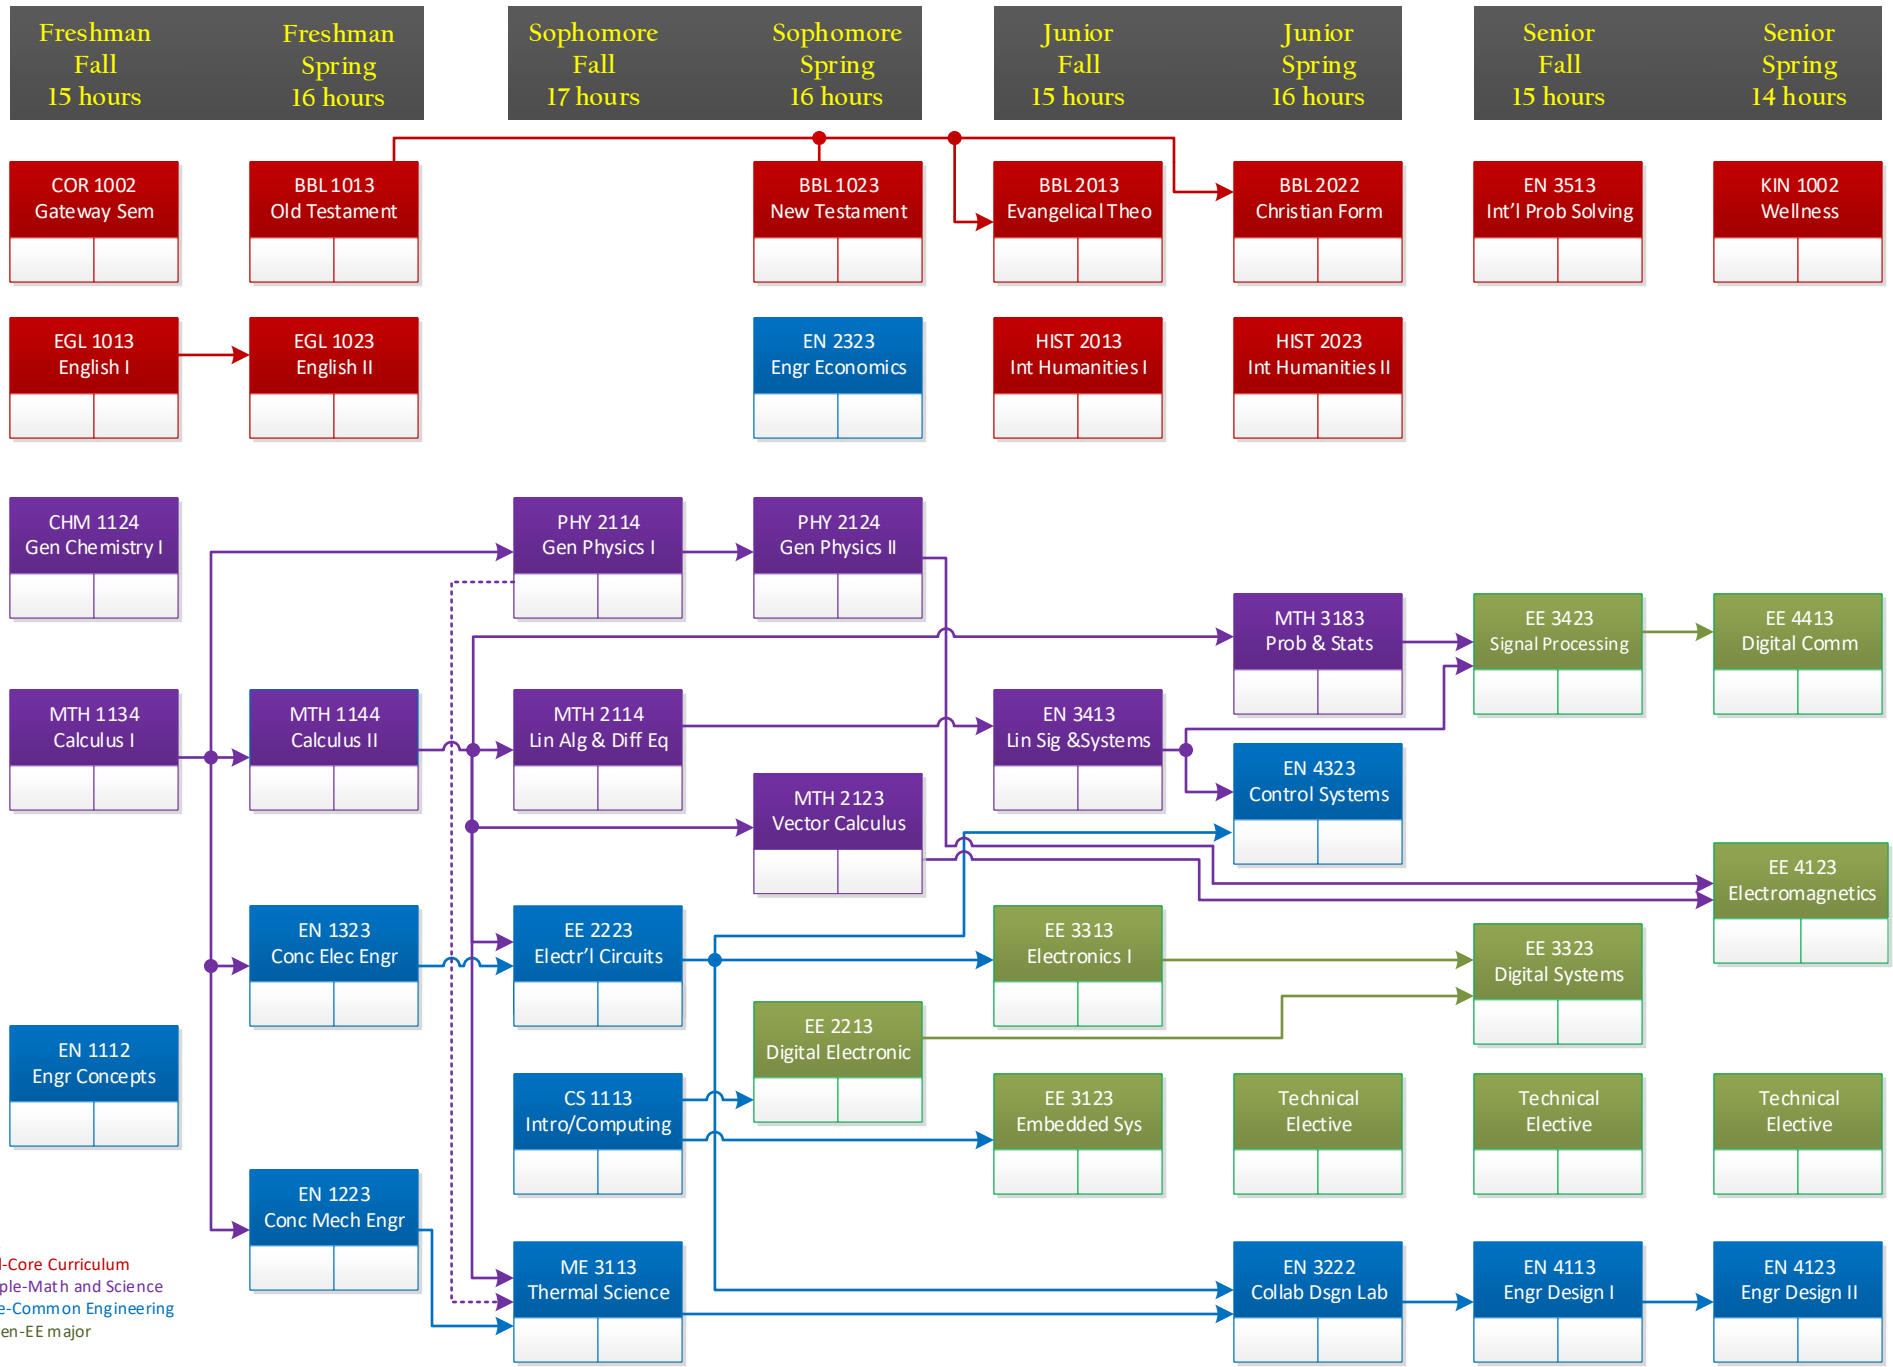 Freshman
Fall
15 hours
Freshman
Spring
16 hours
Sophomore
Fall
17 hours
Sophomore
Spring
16 hours
Junior
Fall
15 hours
Junior
Spring
16 hours
Senior
Fall
15 hours
Senior
Spring
14 hours
COR 1002
Gateway Sem
BBL 1013
Old Testament
BBL 1023
New Testament
BBL 2013
Evangelical Theo
BBL 2022
Christian Form
EN 3513
Int'l Prob Solving
KIN 1002
Wellness
EGL 1013
English I
EGL 1023
English II
EN 2323
Engr Economics
HIST 2013
Int Humanities I
HIST 2023
Int Humanities II
CHM 1124
Gen Chemistry I
PHY 2114
Gen Physics I
PHY 2124
Gen Physics II
MTH 3183
Prob & Stats
EE 3423
Signal Processing
EE 4413
Digital Comm
MTH 1134
Calculus I
MTH 1144
Calculus II
MTH 2114
Lin Alg & Diff Eq
EN 3413
Lin Sig &Systems
EN 4323
Control Systems
MTH 2123
Vector Calculus
EE 4123
Electromagnetics
EN 1323
Conc Elec Engr
EE 2223
Electr'l Circuits
EE 3313
Electronics I
EE 3323
Digital Systems
EN 1112
Engr Concepts
EE 2213
Digital Electronic
CS 1113
Intro/Computing
EE 3123
Embedded Sys
Technical
Elective
Technical
Elective
Technical
Elective
EN 1223
Conc Mech Engr
ME 3113
Thermal Science
EN 3222
Collab Dsgn Lab
EN 4113
Engr Design I
EN 4123
Engr Design II
d-Core Curriculum
ple-Math and Science
e-Common Engineering
en-EE major